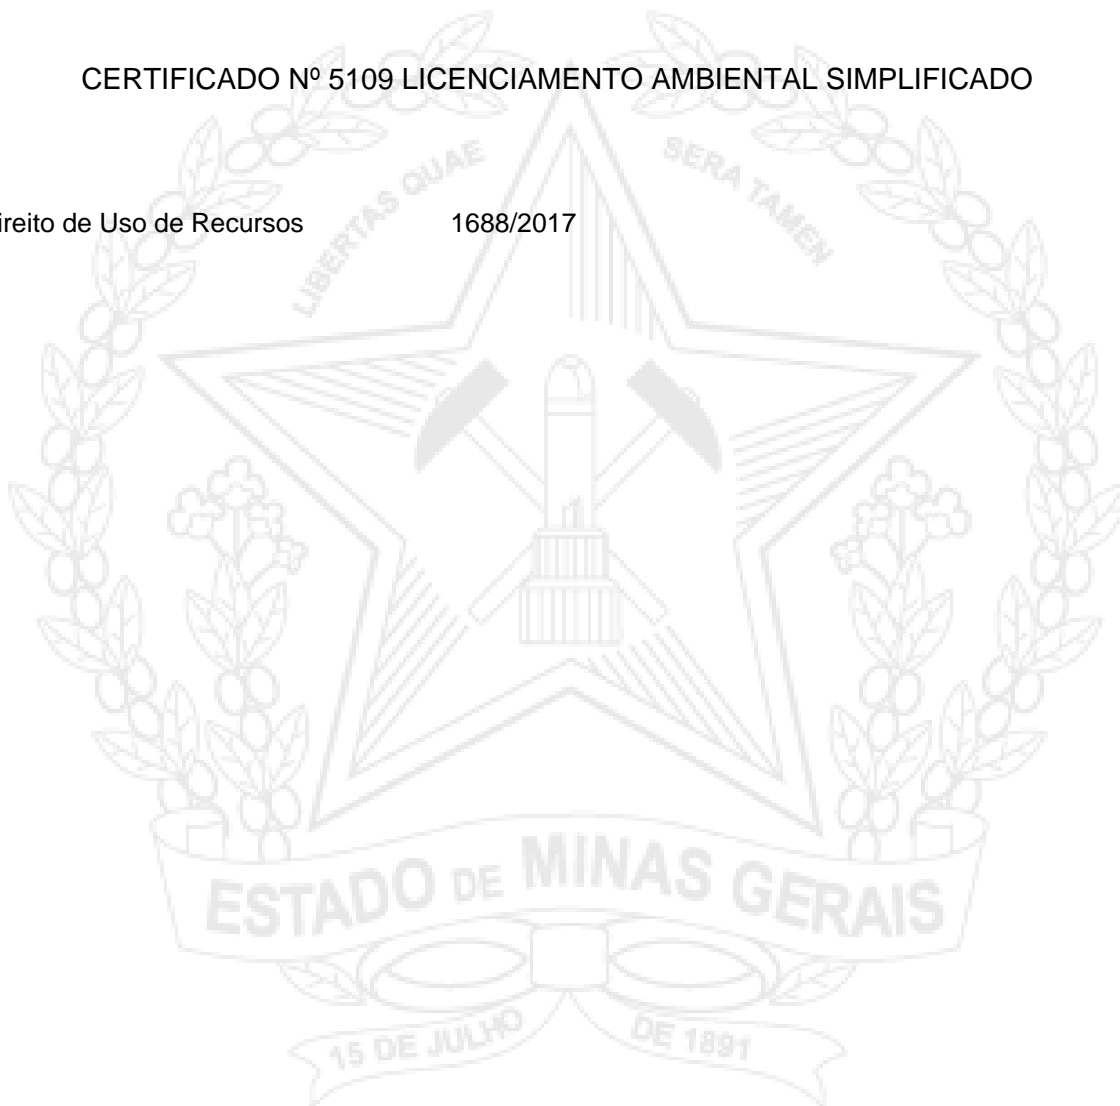 CERTIFICADO Nº 5109 LICENCIAMENTO AMBIENTAL SIMPLIFICADO
LIBERTAS QUAE SERA TAMEN
ireito de Uso de Recursos 1688/2017
ESTADO DE MINAS GERAIS
15 DE JULHO DE 1891